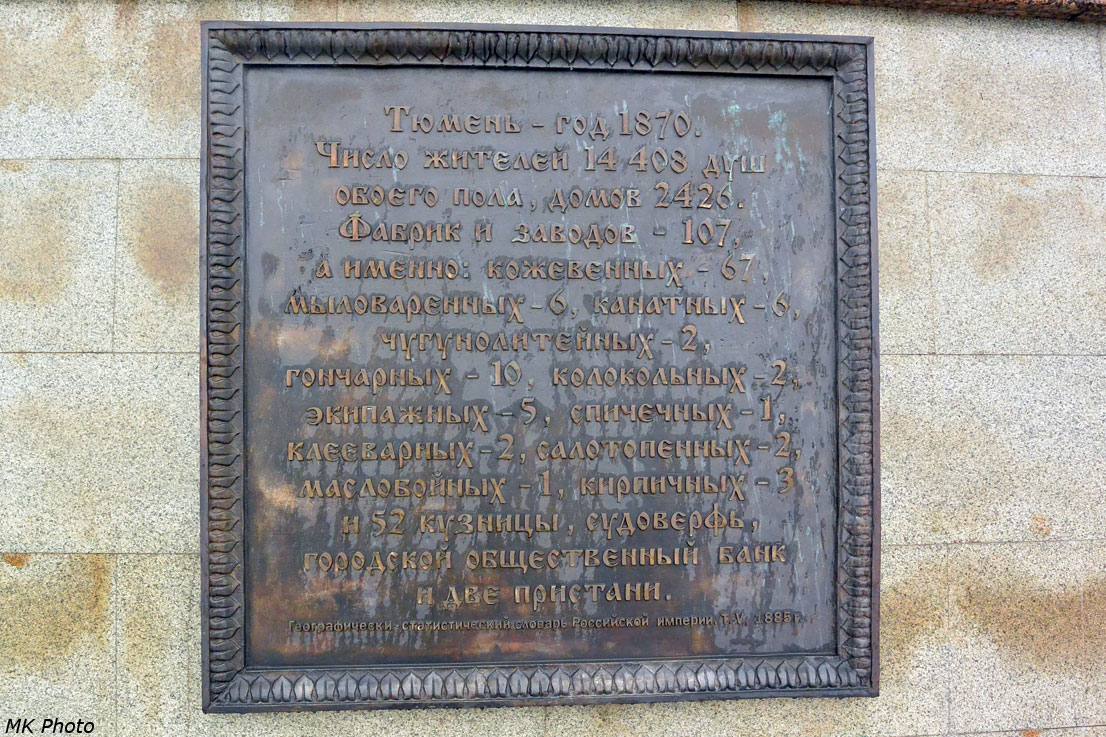 Тюмень - год 1870.
Число жителей 14 408 душ
обоего пола, домов 2426.
Фабрик и заводов - 107,
а именно: кожевенных - 67,
мыловаренных - 6, канатных - 6,
чугунолитейных - 2,
гончарных - 10, колокольных - 2,
экипажных - 5, спичечных - 1,
клееварных - 2, салотопенных - 2,
маслобойных - 1, кирпичных - 3
и 52 кузницы, судоверфь,
городской общественный банк
и две пристани.
Географически-статистический словарь Российской империи, т. V. 1885 г.
MK Photo